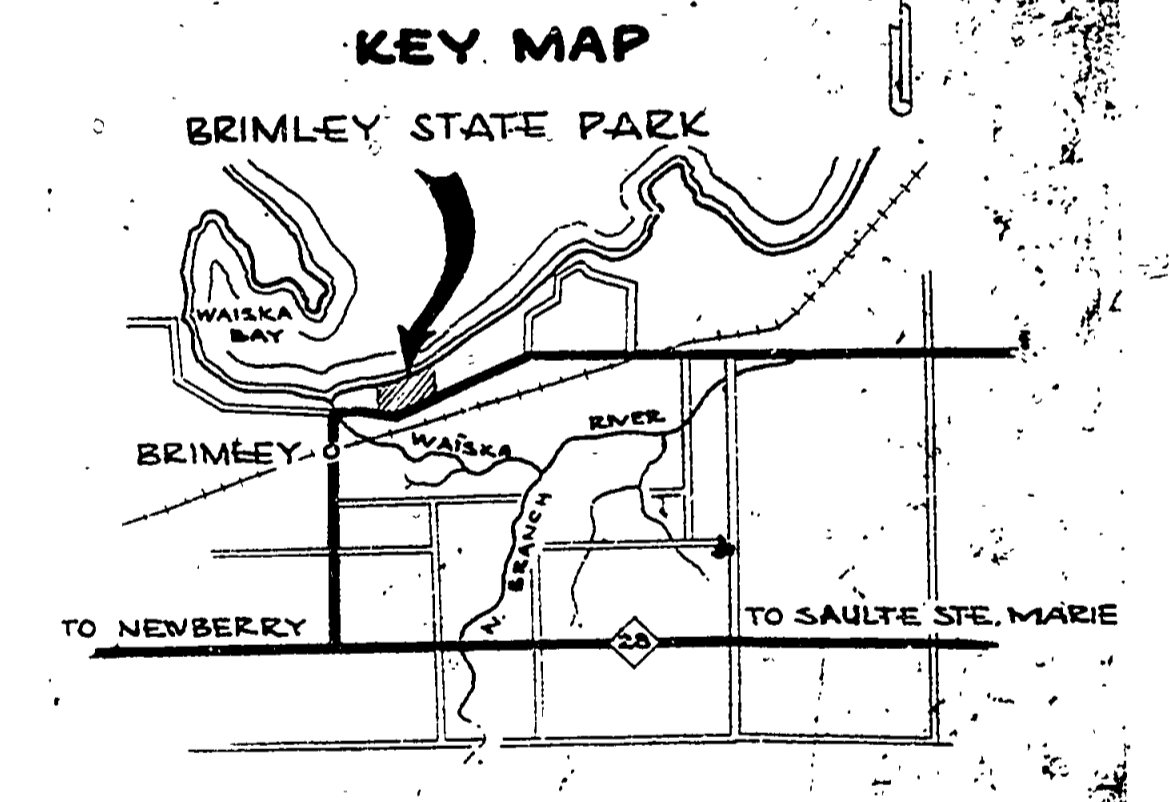 KEY MAP
BRIMLEY STATE PARK
WAISKA
BAY
BRIMLEY
WAISKA
RIVER
N. BRANCH
TO NEWBERRY
28
TO SAULTE STE. MARIE